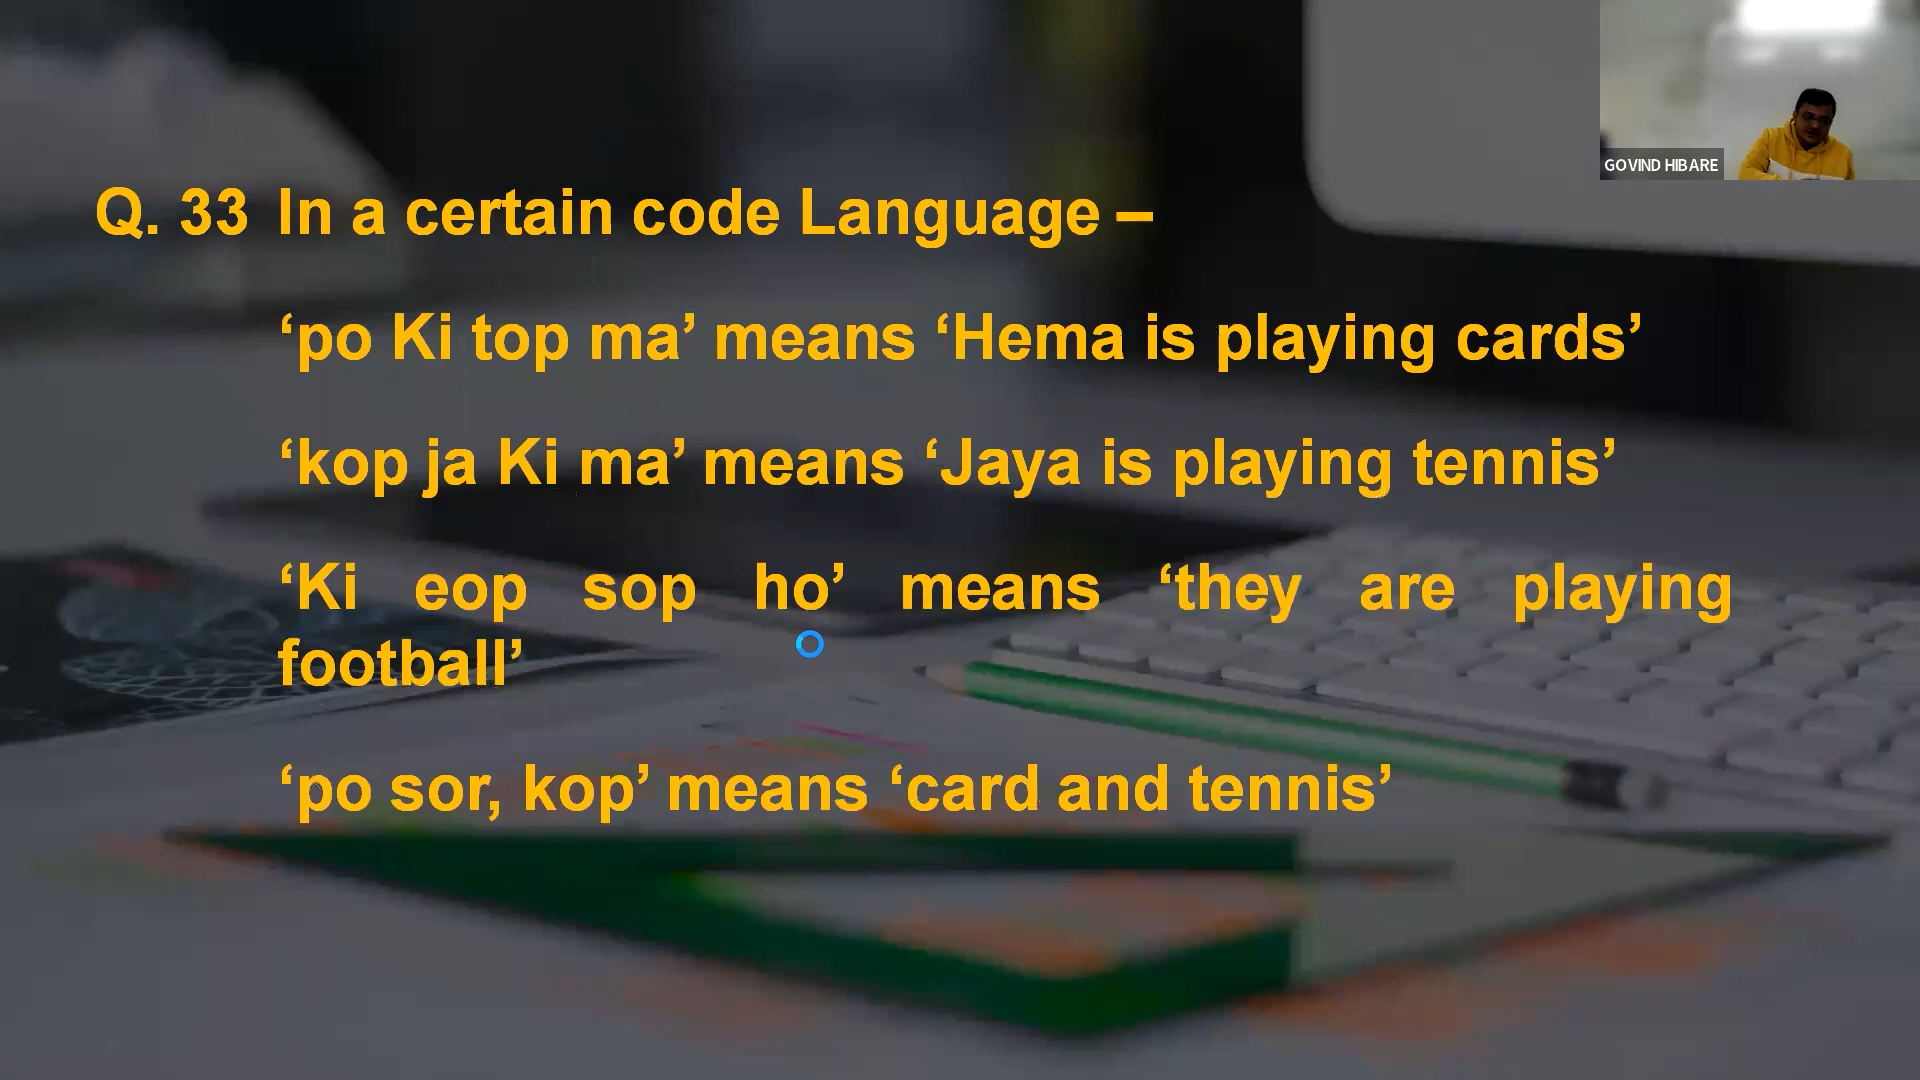 GOVIND HIBARE
Q. 33 In a certain code Language –
‘po Ki top ma’ means ‘Hema is playing cards’
‘kop ja Ki ma’ means ‘Jaya is playing tennis’
‘Ki eop sop ho’ means ‘they are playing
football’
‘po sor, kop’ means ‘card and tennis’